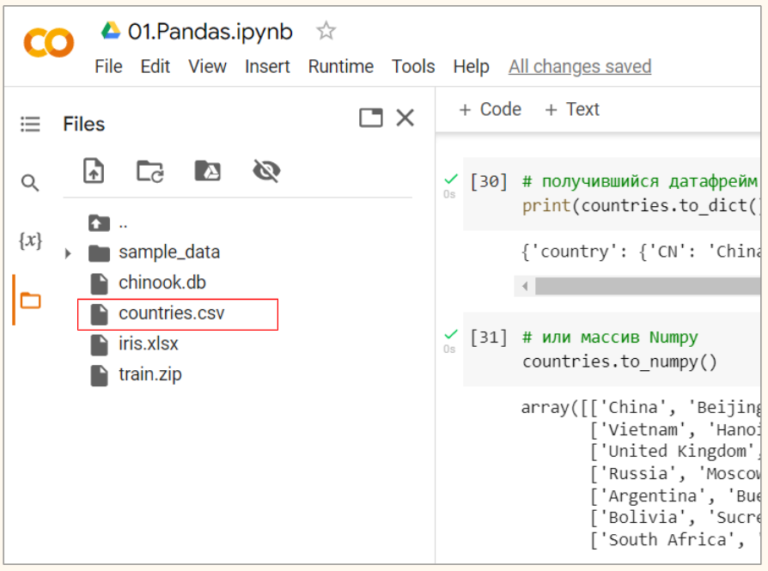 01.Pandas.ipynb
File Edit View Insert Runtime Tools Help All changes saved
Files
{x}
..
sample_data
chinook.db
countries.csv
iris.xlsx
train.zip
+ Code + Text
[30] # получившийся датафрейм
0s print(countries.to_dict(
{'country': {'CN': 'China
[31] # или массив Numpy
0s countries.to_numpy()
array([['China', 'Beijing
['Vietnam', 'Hanoi
['United Kingdom',
['Russia', 'Moscow
['Argentina', 'Bue
['Bolivia', 'Sucre
['South Africa', '